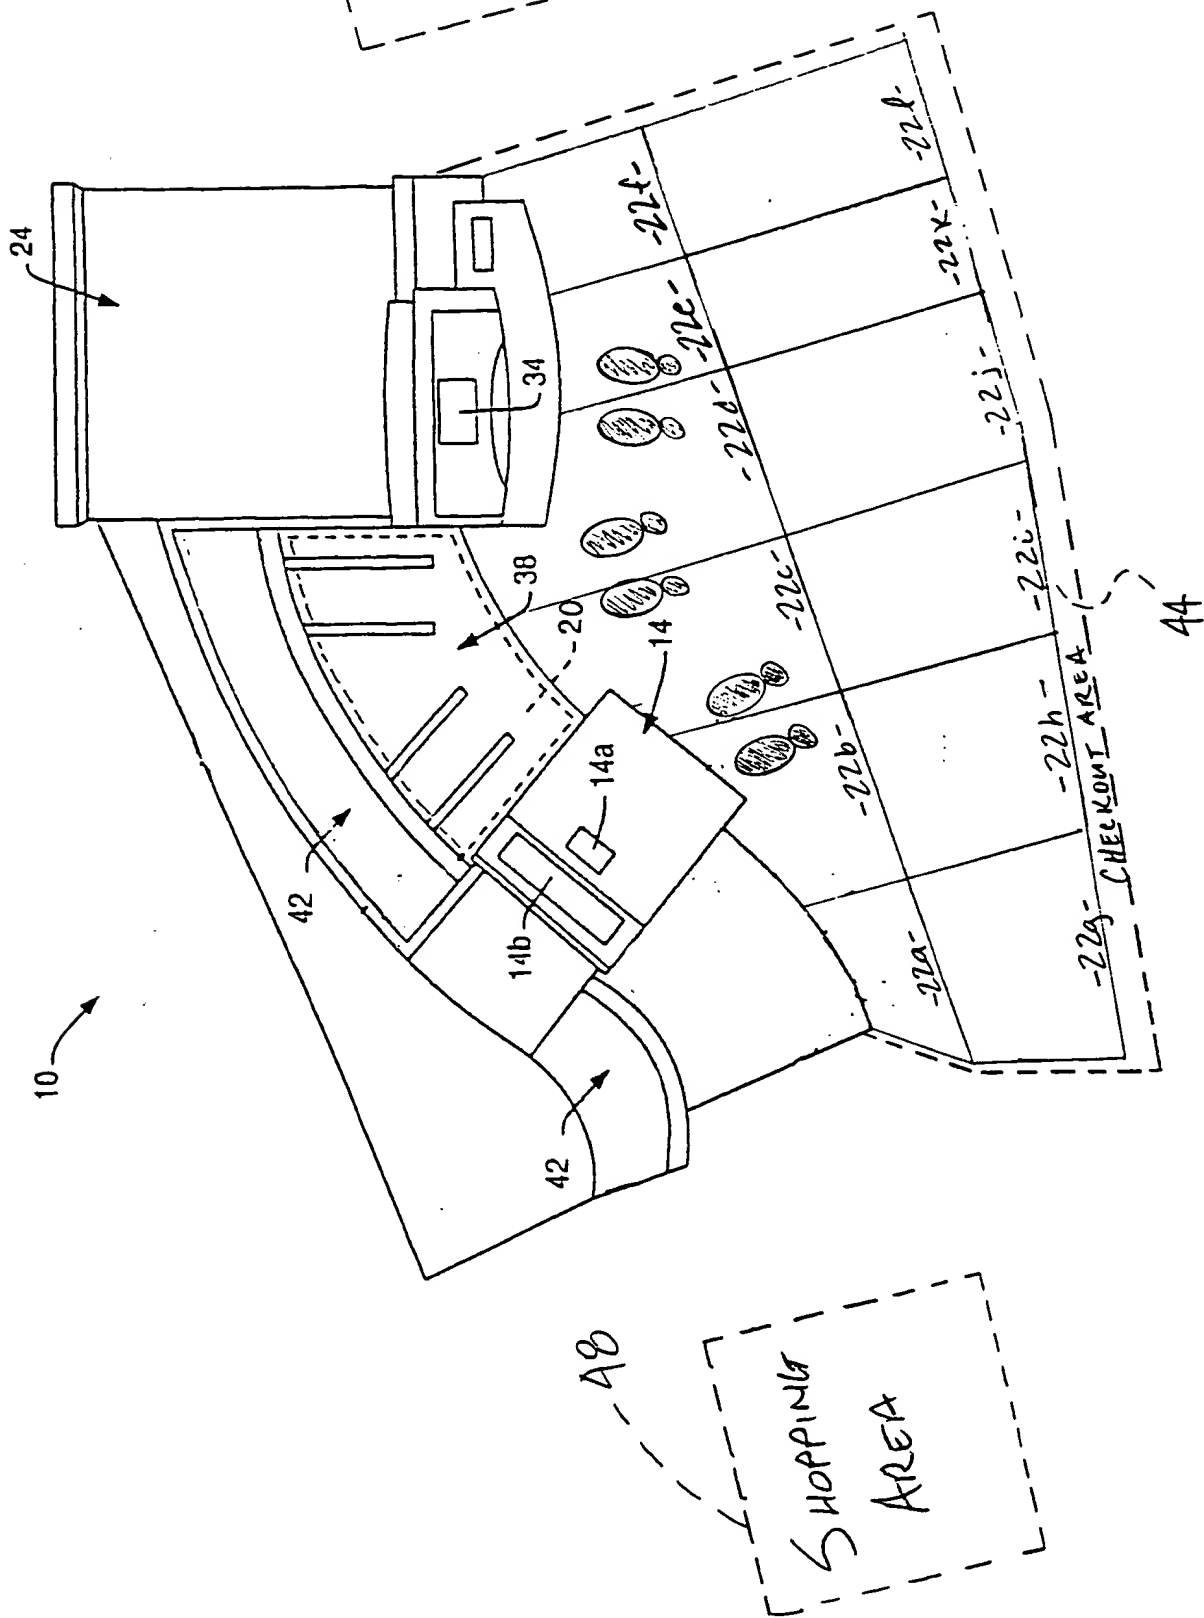 10
24
42
42
38
20
34
14
14a
14b
-22a-
-22b-
-22c-
-22d-
-22e-
-22f-
-22g-
-22h-
-22i-
-22j-
-22k-
-22l-
CHECKOUT AREA
44
48
SHOPPING
AREA